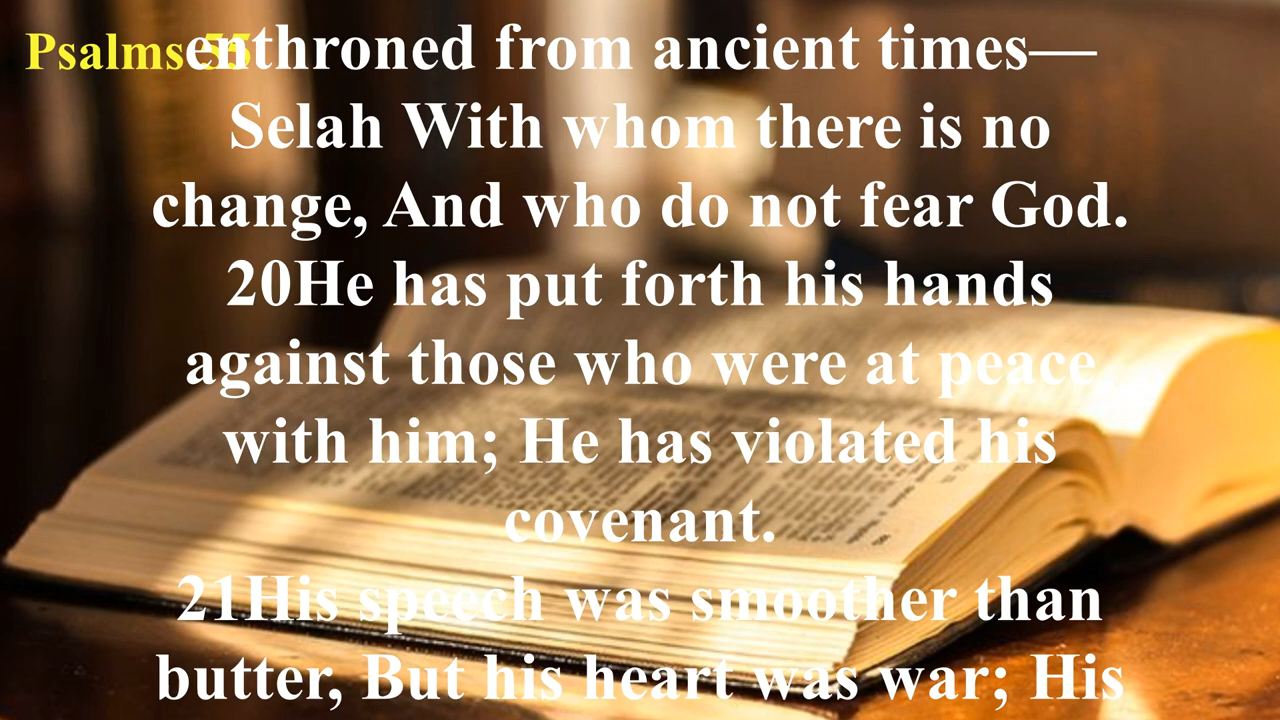 Psalms 55
enthroned from ancient times—
Selah With whom there is no
change, And who do not fear God.
20He has put forth his hands
against those who were at peace
with him; He has violated his
covenant.
21His speech was smoother than
butter, But his heart was war; His